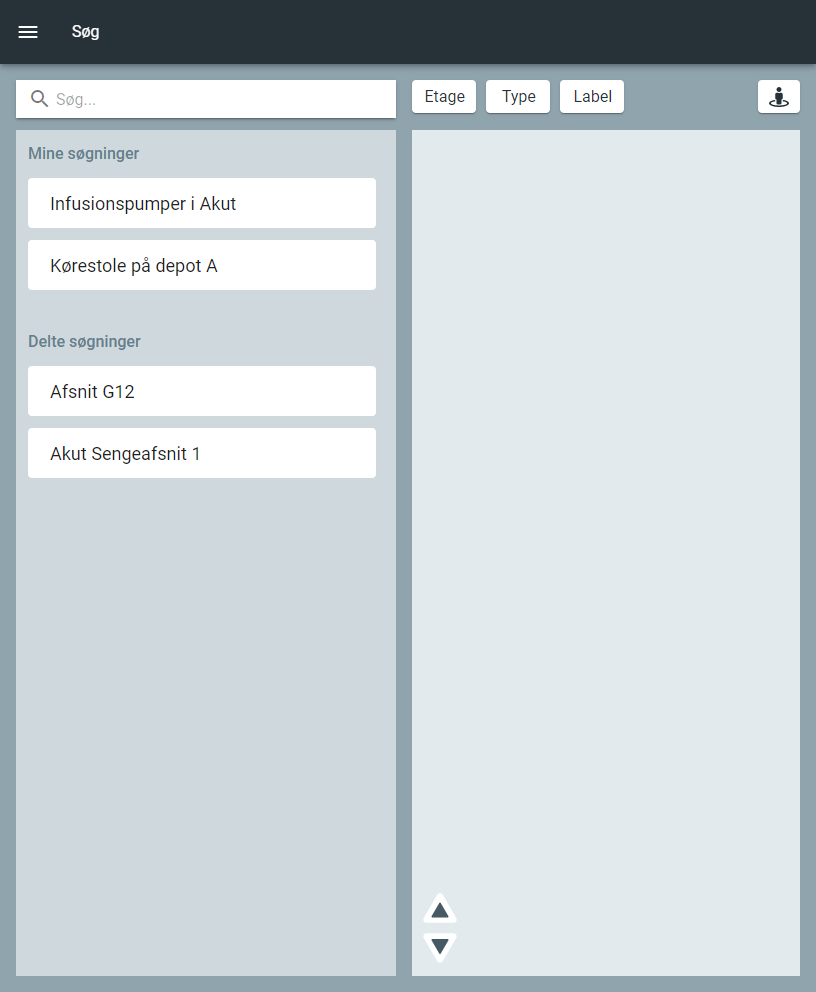 Søg
Søg...
Etage
Type
Label
Mine søgninger
Infusionspumper i Akut
Kørestole på depot A
Delte søgninger
Afsnit G12
Akut Sengeafsnit 1